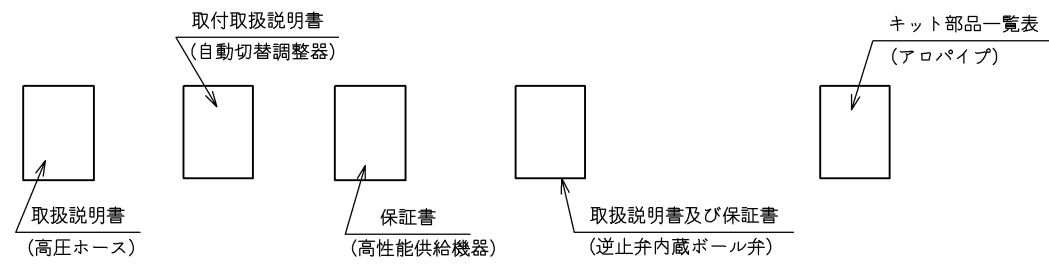 取付取扱説明書
(自動切替調整器)
キット部品一覧表
(アロパイプ)
取扱説明書
(高圧ホース)
保証書
(高性能供給機器)
取扱説明書及び保証書
(逆止弁内蔵ボール弁)